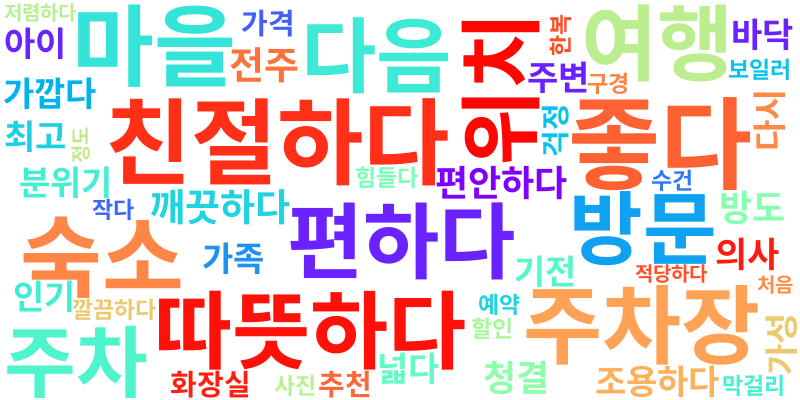 저렴하다
아이
마을
가격
전주
다음
위치
한복
여행
바닥
보일러
주변
구경
가깝다
최고
정도
친절하다
걱정
좋다
다시
분위기
힘들다
편안하다
수건
작다
깨끗하다
방도
숙소
가족
편하다
방문
의사
기전
적당하다
처음
인기
깔끔하다
따뜻하다
예약
할인
주차장
가성
주차
화장실
사진
추천
넓다
청결
조용하다
막걸리